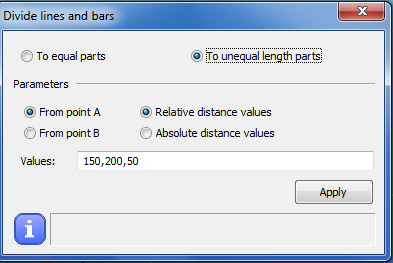 Divide lines and bars
To equal parts To unequal length parts
Parameters
From point A Relative distance values
From point B Absolute distance values
Values: 150,200,50
Apply